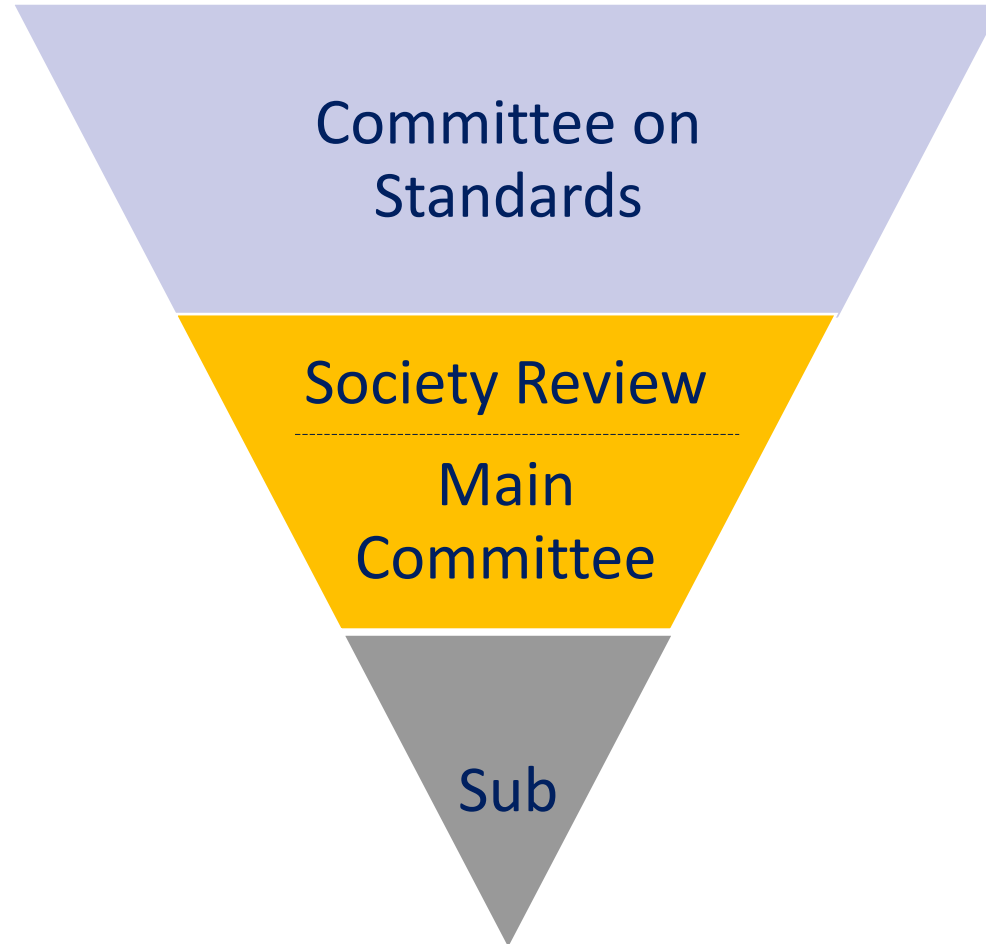 Committee on
Standards
Society Review
Main
Committee
Sub